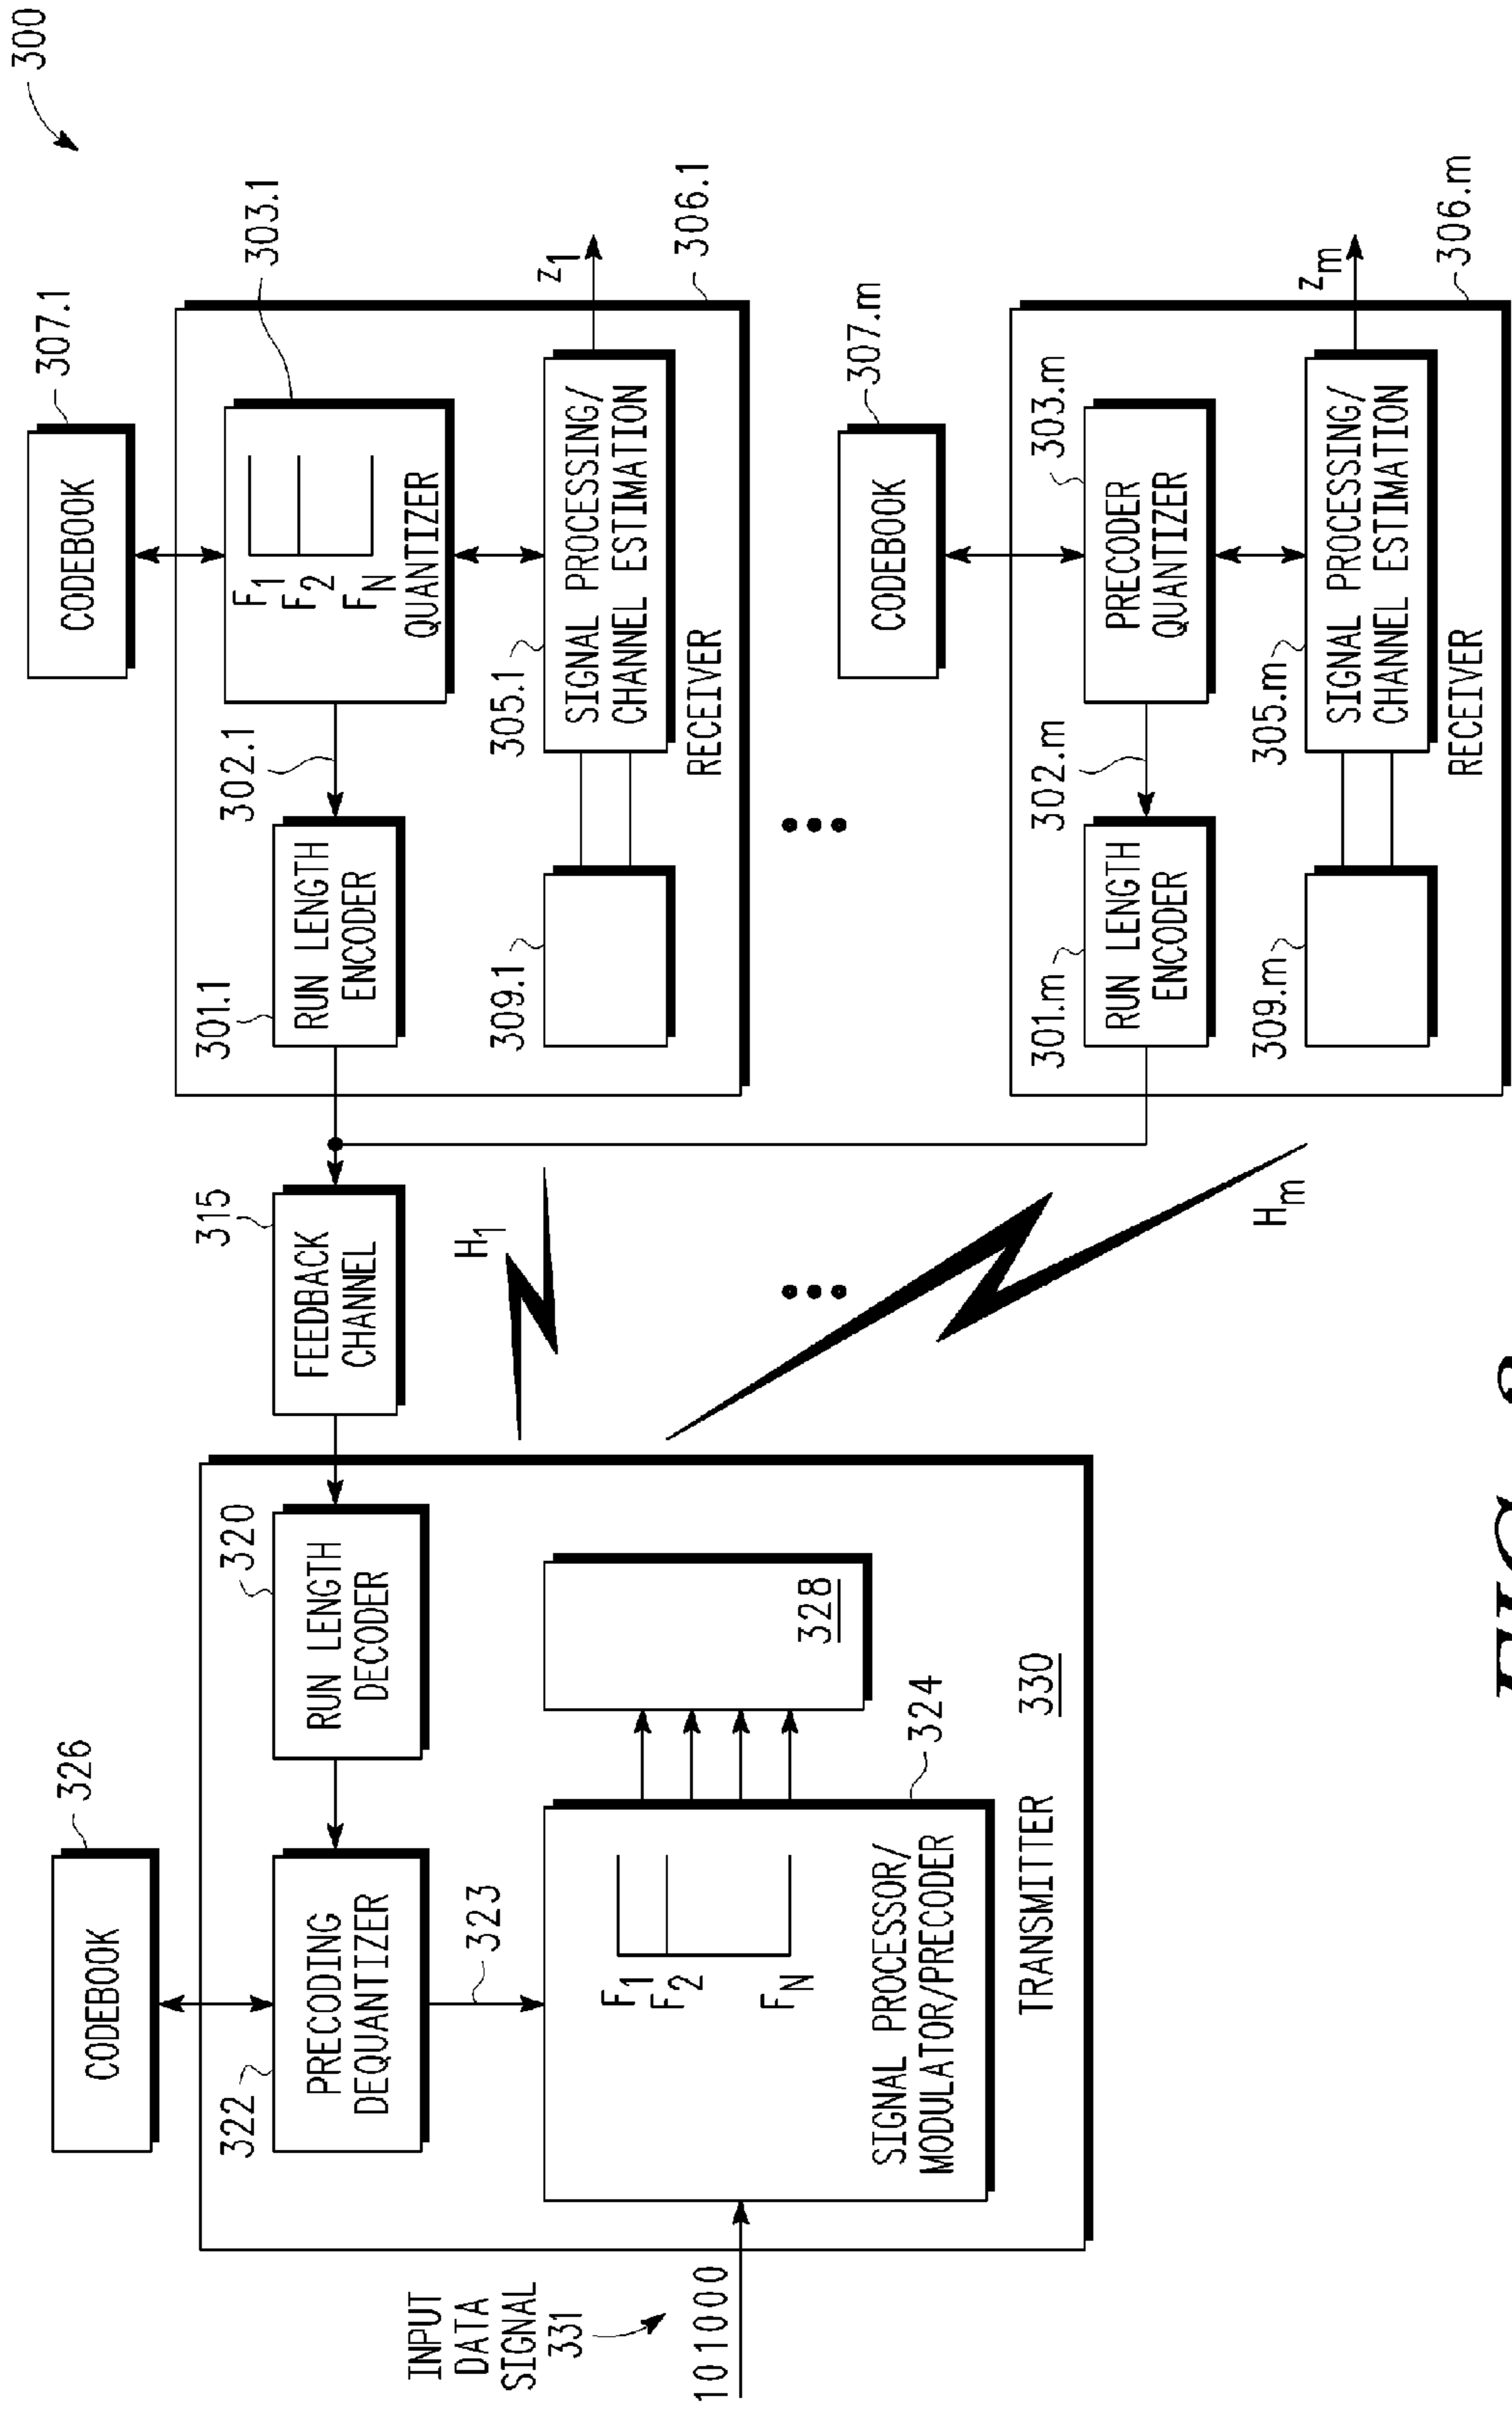 300
CODEBOOK
326
322
PRECODING
DEQUANTIZER
320
RUN LENGTH
DECODER
323
F1
F2
FN
SIGNAL PROCESSOR/
MODULATOR/PRECODER
324
328
TRANSMITTER
330
INPUT
DATA
SIGNAL
331
101000
315
FEEDBACK
CHANNEL
H1
Hm
CODEBOOK
307.1
301.1
RUN LENGTH
ENCODER
302.1
F1
F2
FN
QUANTIZER
303.1
309.1
305.1
SIGNAL PROCESSING/
CHANNEL ESTIMATION
RECEIVER
z1
306.1
CODEBOOK
307.m
301.m
RUN LENGTH
ENCODER
302.m
PRECODER
QUANTIZER
303.m
309.m
305.m
SIGNAL PROCESSING/
CHANNEL ESTIMATION
RECEIVER
zm
306.m